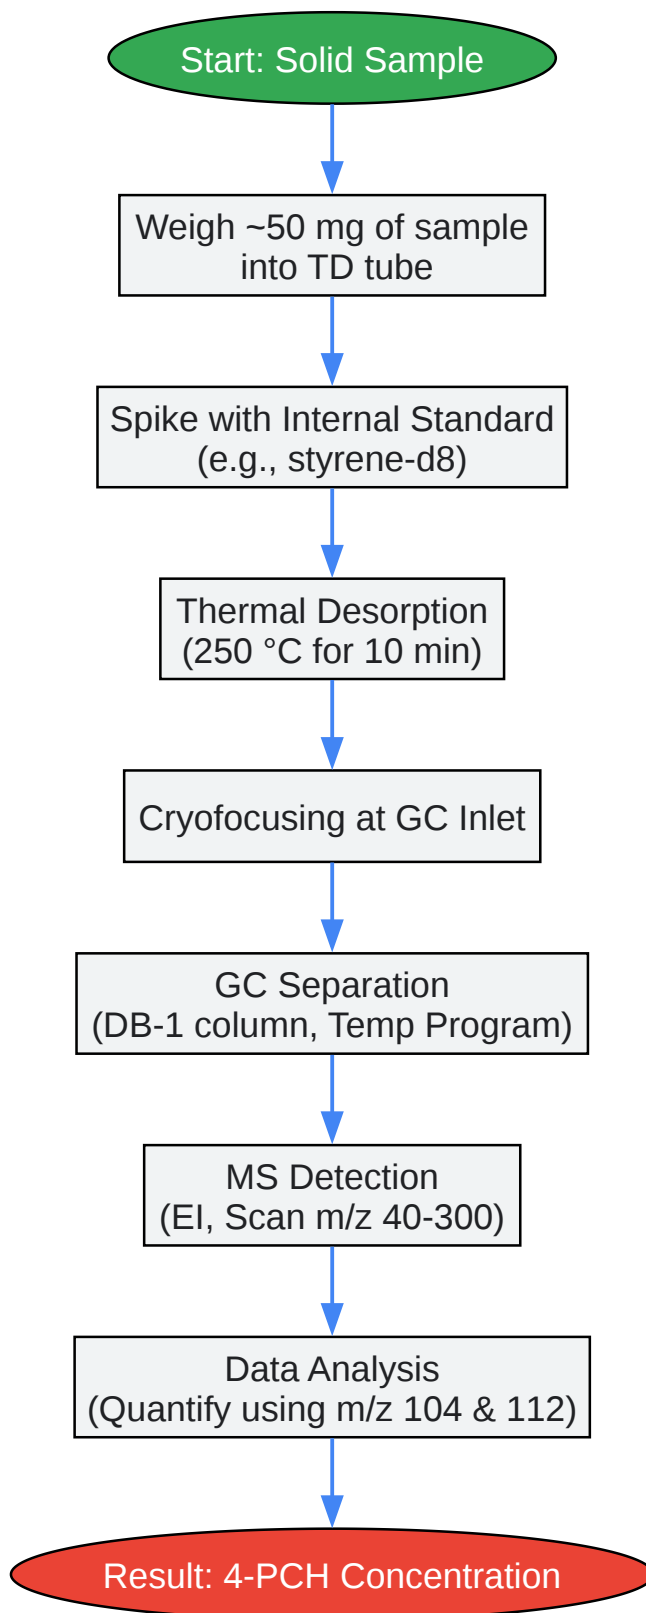 Start: Solid Sample
Weigh ~50 mg of sample
into TD tube
Spike with Internal Standard
(e.g., styrene-d8)
Thermal Desorption
(250 °C for 10 min)
Cryofocusing at GC Inlet
GC Separation
(DB-1 column, Temp Program)
MS Detection
(EI, Scan m/z 40-300)
Data Analysis
(Quantify using m/z 104 & 112)
Result: 4-PCH Concentration